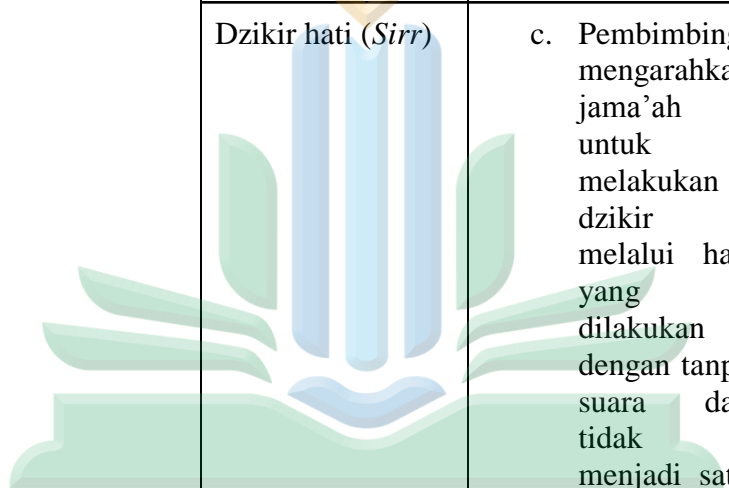 Dzikir hati (Sirr)
c. Pembimbing
mengarahka
jama’ah
untuk
melakukan
dzikir
melalui ha
yang
dilakukan
dengan tanp
suara da
tidak
menjadi sat